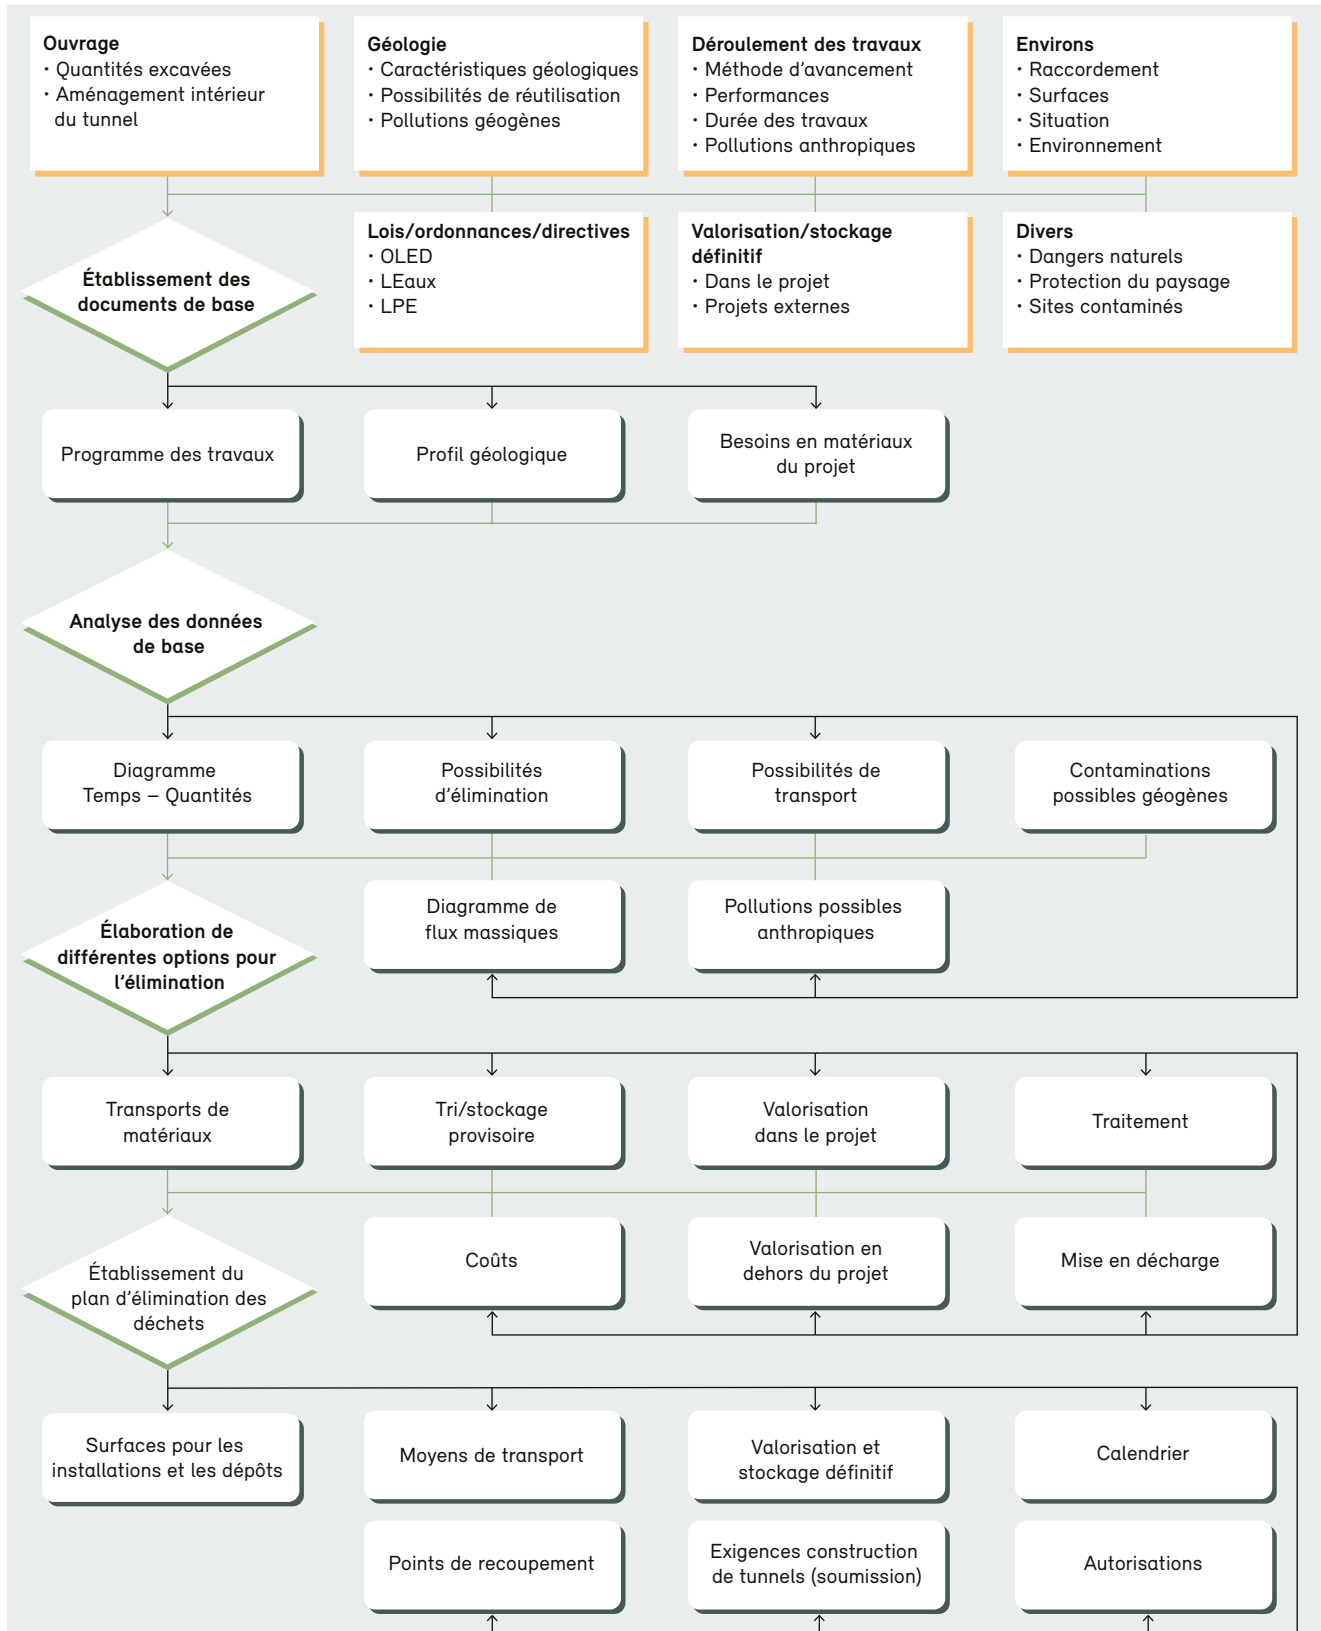 Ouvrage
· Quantités excavées
· Aménagement intérieur
du tunnel
Géologie
· Caractéristiques géologiques
· Possibilités de réutilisation
· Pollutions géogènes
Déroulement des travaux
· Méthode d'avancement
· Performances
· Durée des travaux
· Pollutions anthropiques
Environs
· Raccordement
· Surfaces
· Situation
· Environnement
Établissement des
documents de base
Lois/ordonnances/directives
· OLED
· LEaux
· LPE
Valorisation/stockage
définitif
· Dans le projet
· Projets externes
Divers
· Dangers naturels
· Protection du paysage
· Sites contaminés
Programme des travaux
Profil géologique
Besoins en matériaux
du projet
Analyse des données
de base
Diagramme
Temps – Quantités
Possibilités
d'élimination
Possibilités de
transport
Contaminations
possibles géogènes
Élaboration de
différentes options pour
l'élimination
Diagramme de
flux massiques
Pollutions possibles
anthropiques
Transports de
matériaux
Tri/stockage
provisoire
Valorisation
dans le projet
Traitement
Établissement du
plan d'élimination des
déchets
Coûts
Valorisation en
dehors du projet
Mise en décharge
Surfaces pour les
installations et les dépôts
Moyens de transport
Valorisation et
stockage définitif
Calendrier
Points de recoupement
Exigences construction
de tunnels (soumission)
Autorisations